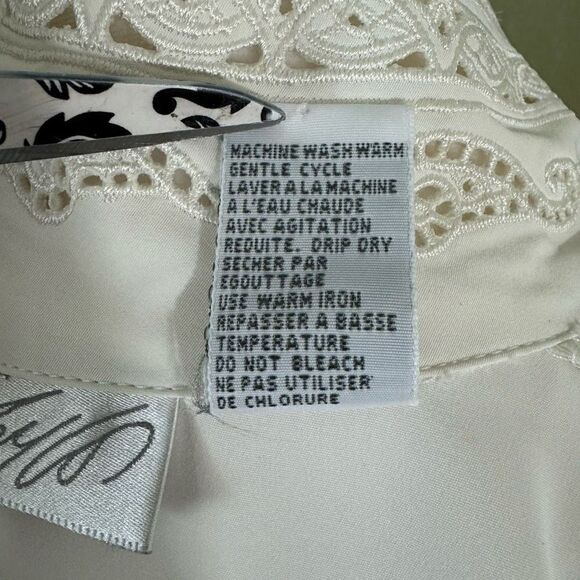 MACHINE WASH WARM
GENTLE CYCLE
LAVER A LA MACHINE
A L'EAU CHAUDE
AVEC AGITATION
REDUITE. DRIP DRY
SECHER PAR
EGOUTTAGE
USE WARM IRON
REPASSER A BASSE
TEMPERATURE
DO NOT BLEACH
NE PAS UTILISER
DE CHLORURE